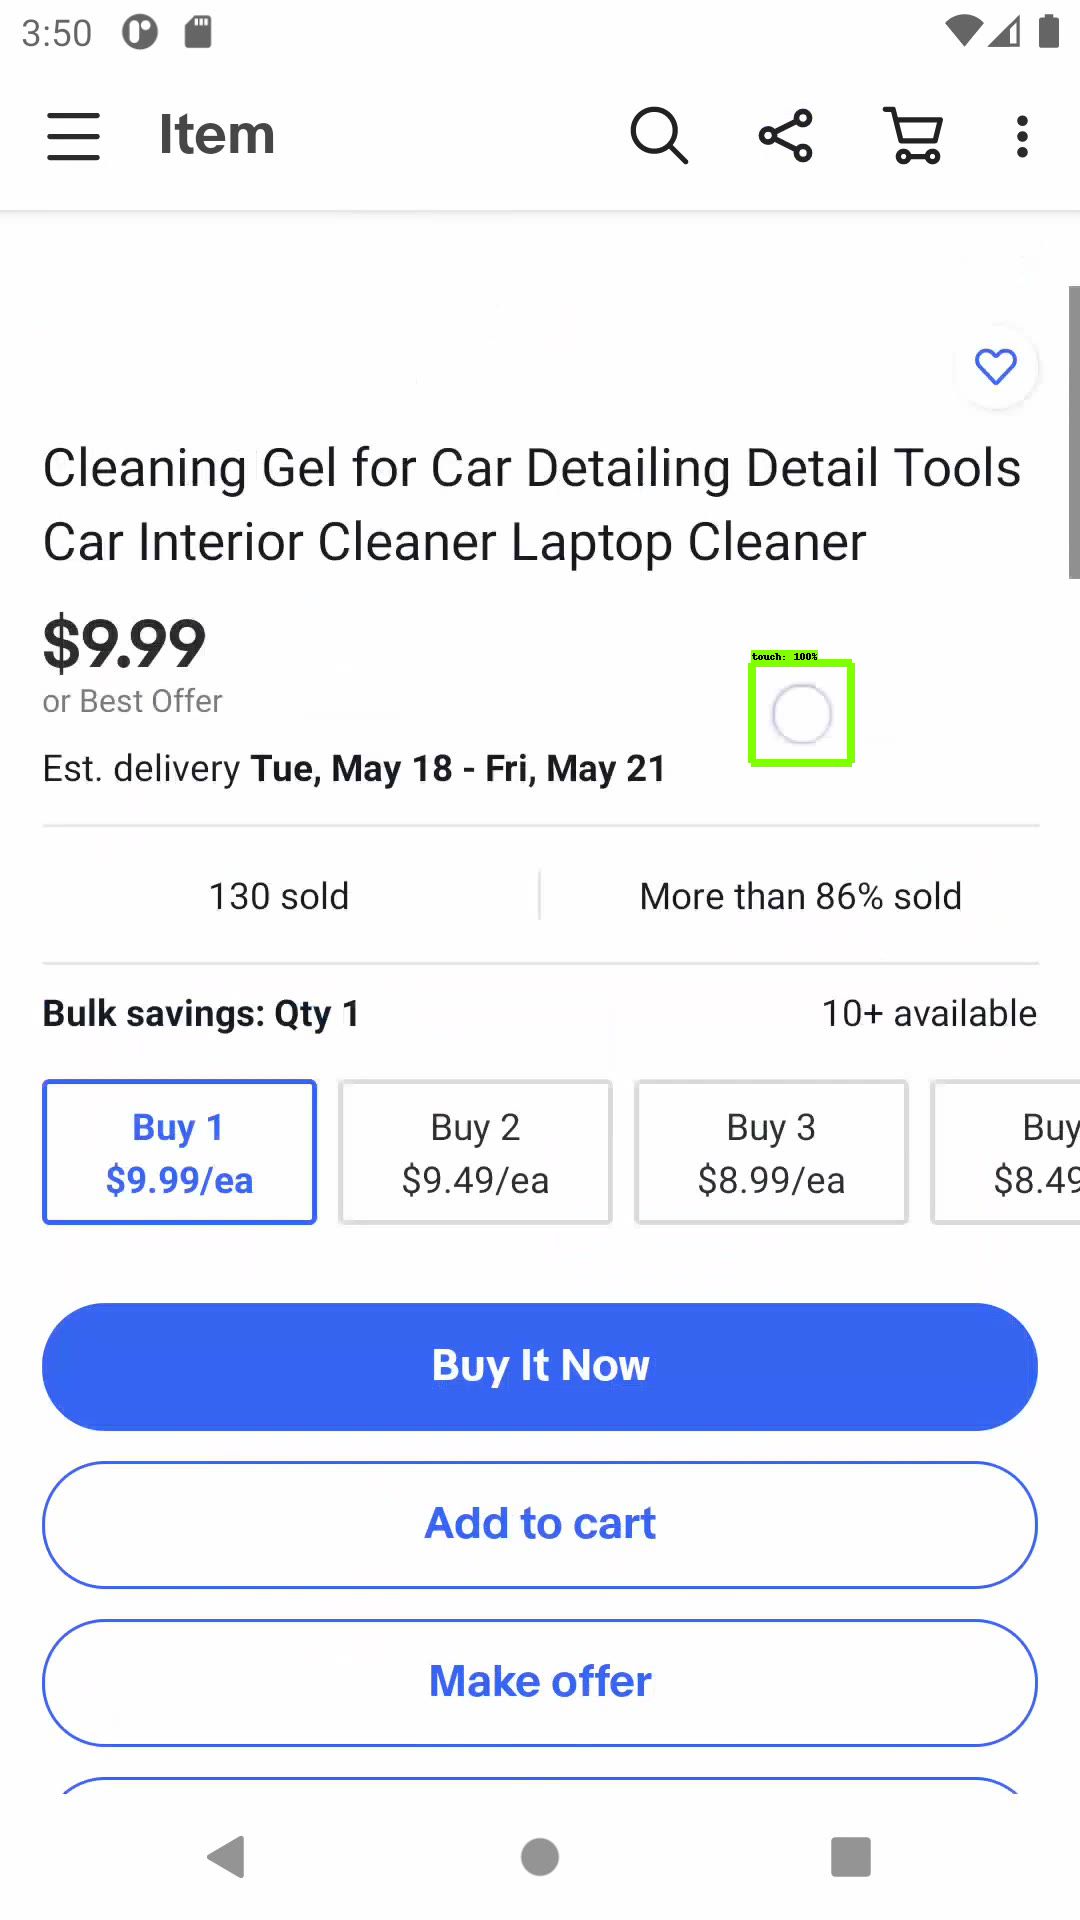 3:50
Item
Cleaning Gel for Car Detailing Detail Tools
Car Interior Cleaner Laptop Cleaner
$9.99
touch: 100%
or Best Offer
Est. delivery Tue, May 18 - Fri, May 21
130 sold
More than 86% sold
Bulk savings: Qty 1
10+ available
Buy 1
$9.99/ea
Buy 2
$9.49/ea
Buy 3
$8.99/ea
Buy
$8.49
Buy It Now
Add to cart
Make offer